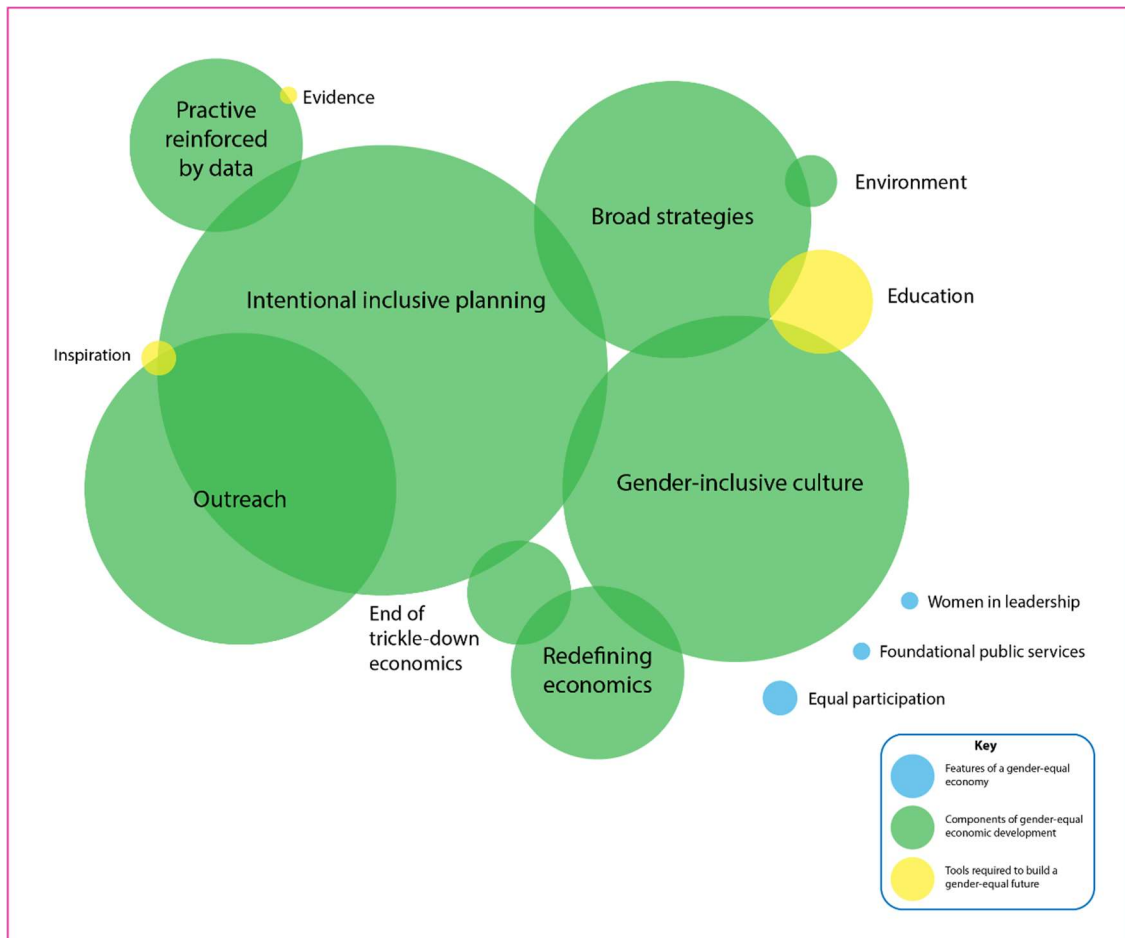 Practive
reinforced
by data
Evidence
Broad strategies
Environment
Intentional inclusive planning
Education
Inspiration
Outreach
Gender-inclusive culture
End of
trickle-down
economics
Redefining
economics
Women in leadership
Foundational public services
Equal participation
Key
Features of a gender-equal
economy
Components of gender-equal
economic development
Tools required to build a
gender-equal future